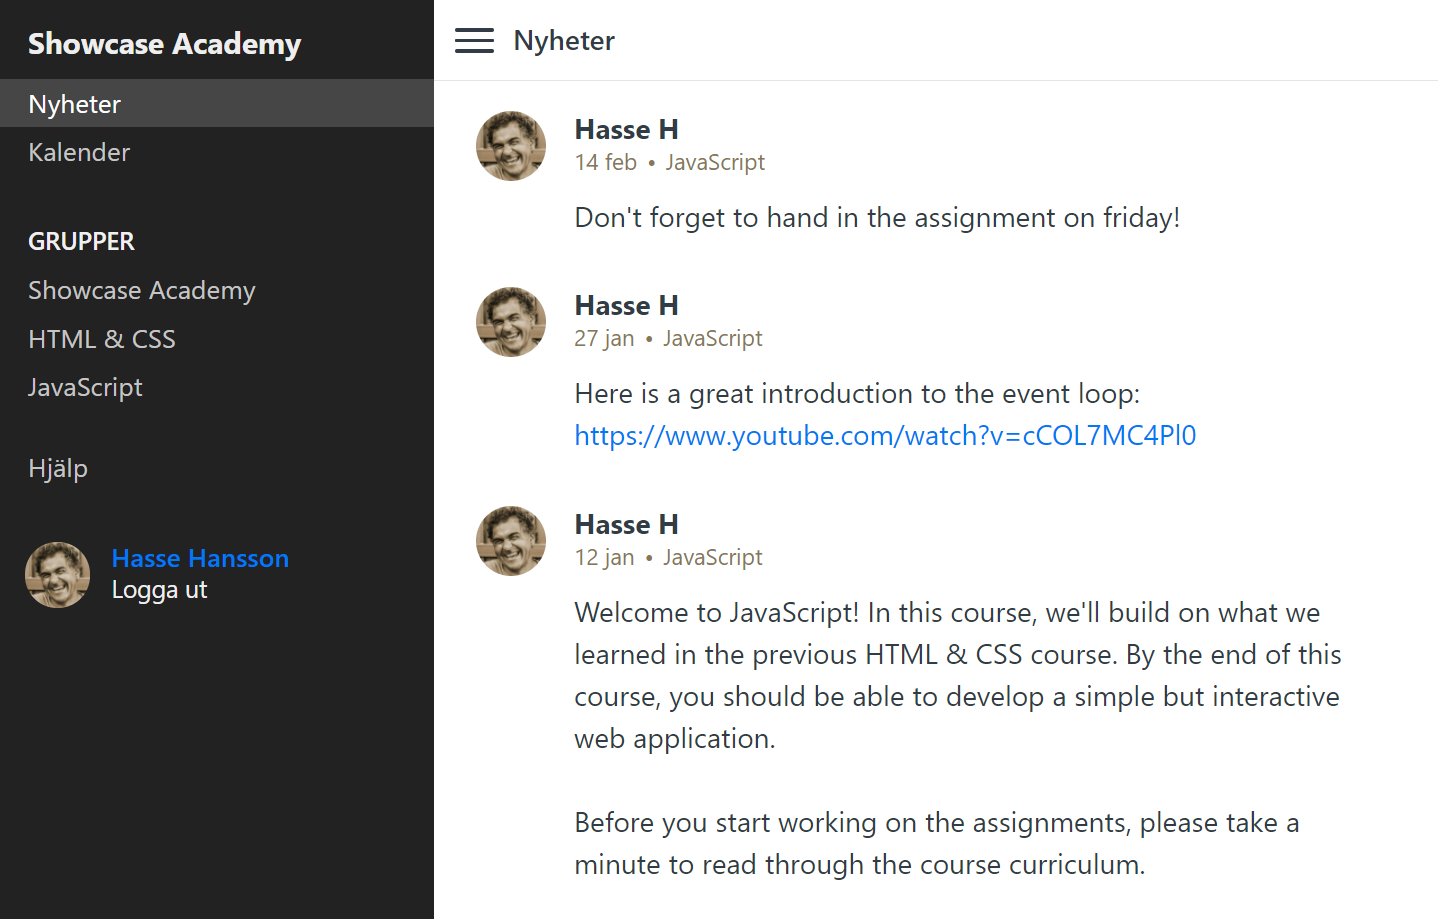 Showcase Academy
Nyheter
Kalender
GRUPPER
Showcase Academy
HTML & CSS
JavaScript
Hjälp
Hasse Hansson
Logga ut
Nyheter
Hasse H
14 feb • JavaScript
Don't forget to hand in the assignment on friday!
Hasse H
27 jan • JavaScript
Here is a great introduction to the event loop:
https://www.youtube.com/watch?v=cCOL7MC4Pl0
Hasse H
12 jan • JavaScript
Welcome to JavaScript! In this course, we'll build on what we
learned in the previous HTML & CSS course. By the end of this
course, you should be able to develop a simple but interactive
web application.
Before you start working on the assignments, please take a
minute to read through the course curriculum.